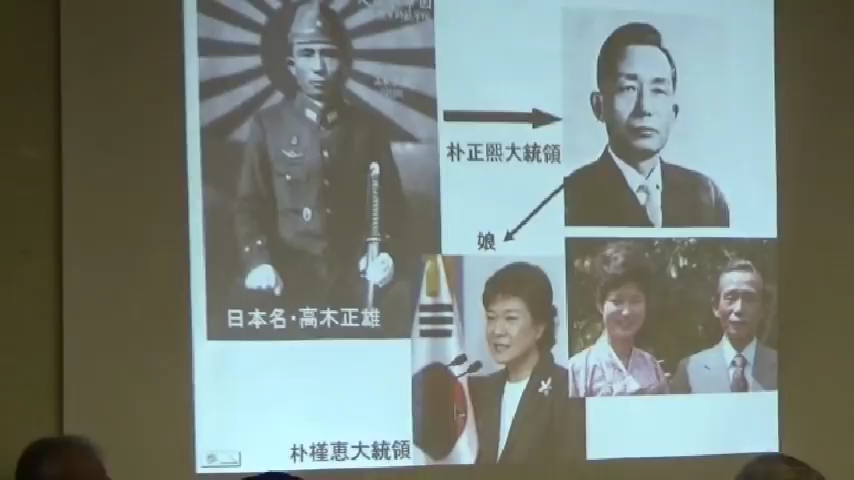 朴正熙大統領
娘
日本名・高木正雄
朴槿恵大統領